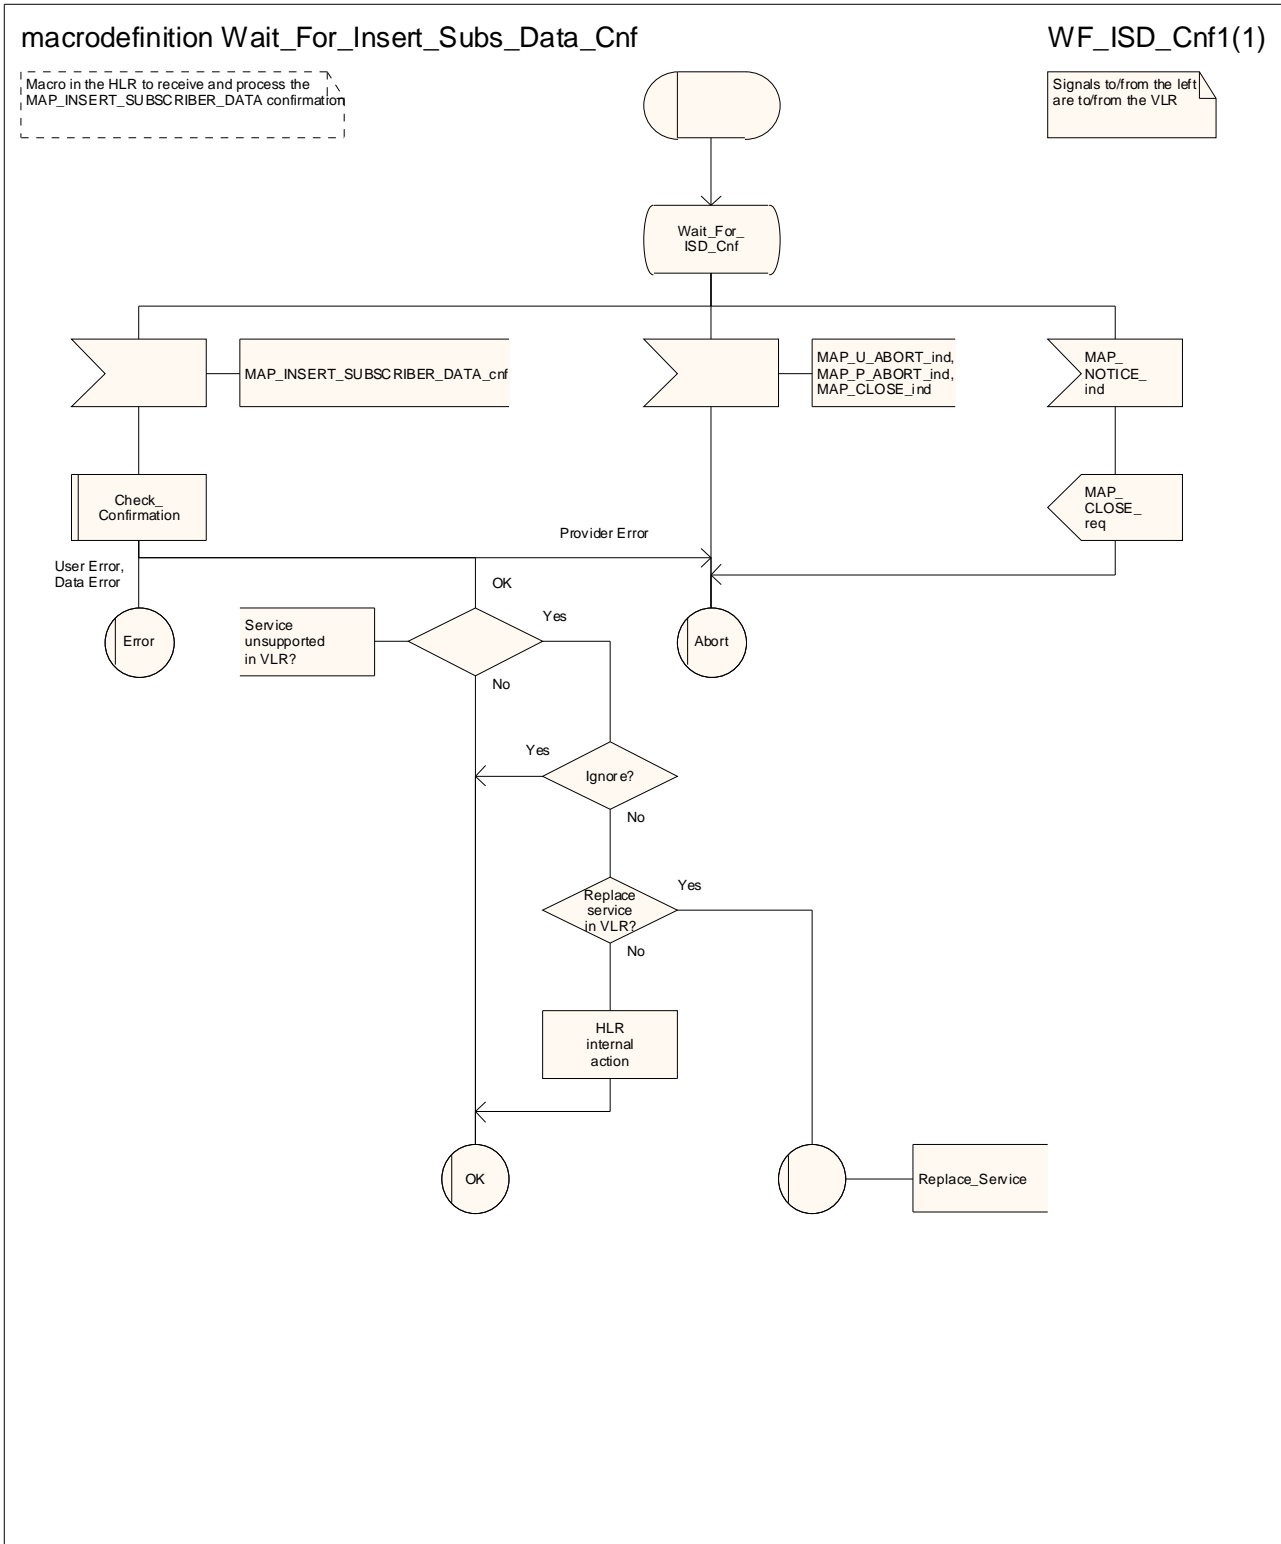 macrodefinition Wait_For_Insert_Subs_Data_Cnf
WF_ISD_Cnf1(1)
Macro in the HLR to receive and process the
MAP_INSERT_SUBSCRIBER_DATA confirmation
Signals to/from the left
are to/from the VLR
Wait_For_
ISD_Cnf
MAP_INSERT_SUBSCRIBER_DATA_cnf
MAP_U_ABORT_ind,
MAP_P_ABORT_ind,
MAP_CLOSE_ind
MAP_
NOTICE_
ind
Check_
Confirmation
MAP_
CLOSE_
req
Provider Error
User Error,
Data Error
OK
Error
Service
unsupported
in VLR?
Yes
Abort
No
Yes
Ignore?
No
Replace
service
in VLR?
Yes
No
HLR
internal
action
OK
Replace_Service